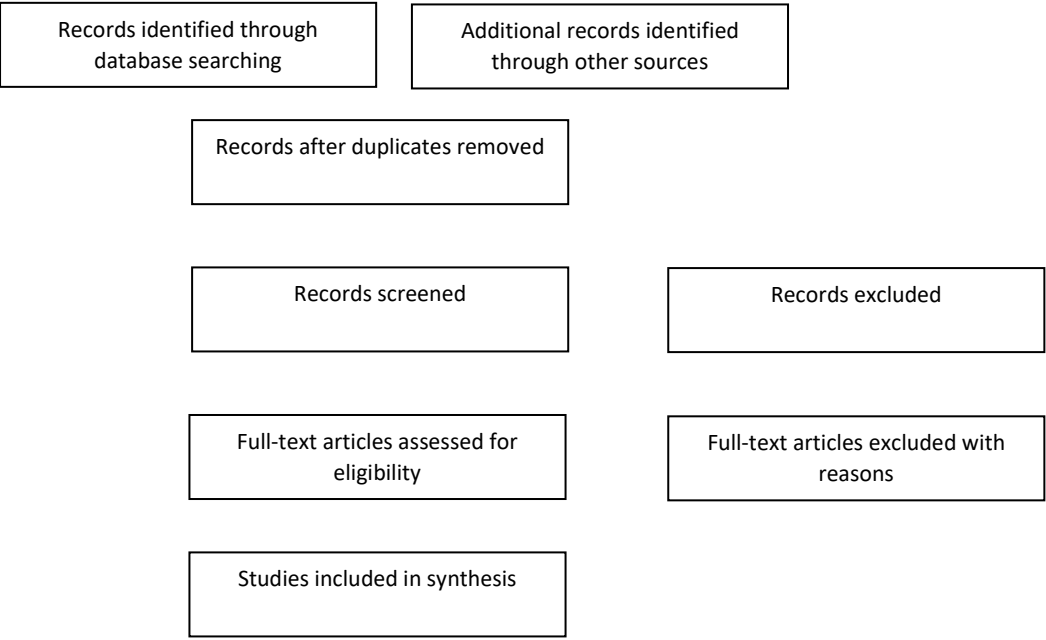 Records identified through
database searching
Additional records identified
through other sources
Records after duplicates removed
Records screened
Records excluded
Full-text articles assessed for
eligibility
Full-text articles excluded with
reasons
Studies included in synthesis